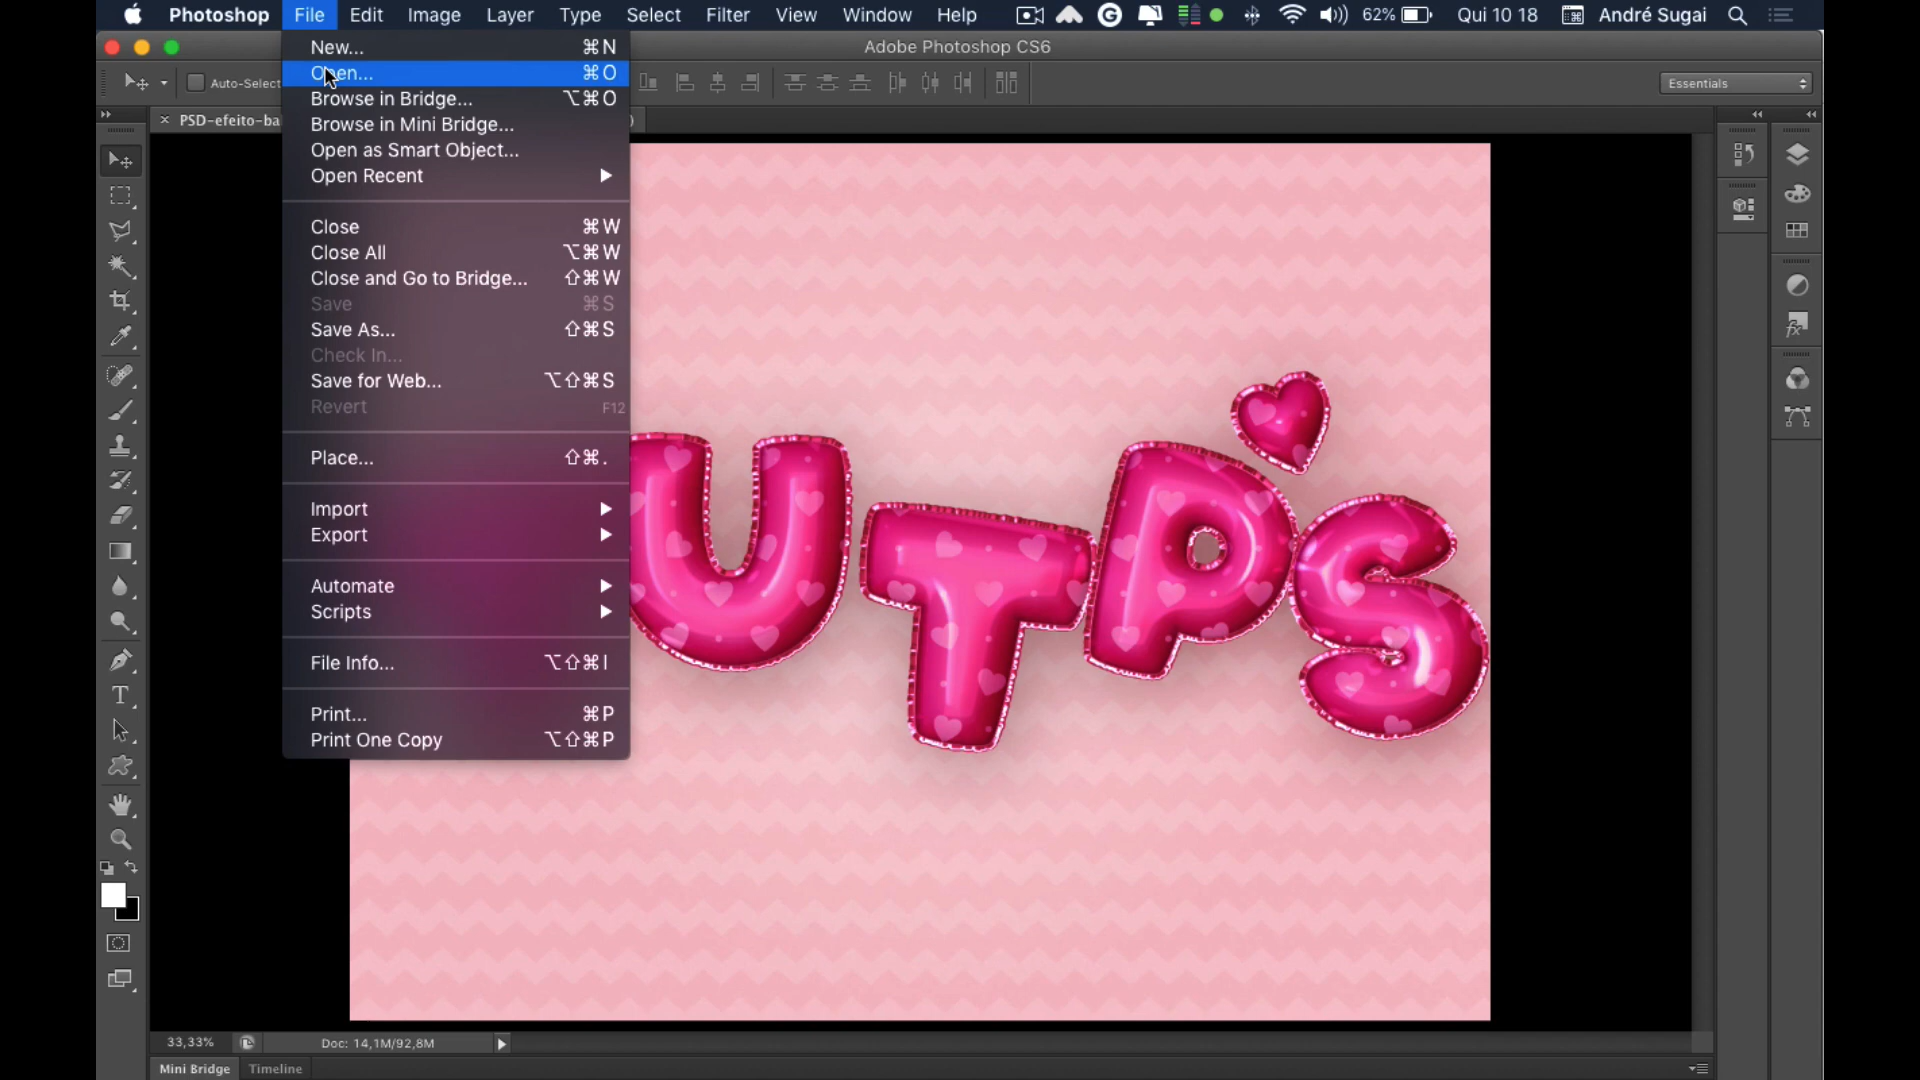 Photoshop File Edit Image Layer Type Select Filter View Window Help 62% Qui 10 18 André Sugai
Adobe Photoshop CS6
Auto-Select
Essentials
PSD-efeito-ba
)
New... ⌘N
Open... ⌘O
Browse in Bridge... ⌥⌘O
Browse in Mini Bridge...
Open as Smart Object...
Open Recent
Close ⌘W
Close All ⌥⌘W
Close and Go to Bridge... ⇧⌘W
Save ⌘S
Save As... ⇧⌘S
Check In...
Save for Web... ⌥⇧⌘S
Revert F12
Place... ⇧⌘.
Import
Export
Automate
Scripts
File Info... ⌥⇧⌘I
Print... ⌘P
Print One Copy ⌥⇧⌘P
UTPS
33,33% Doc: 14,1M/92,8M
Mini Bridge Timeline